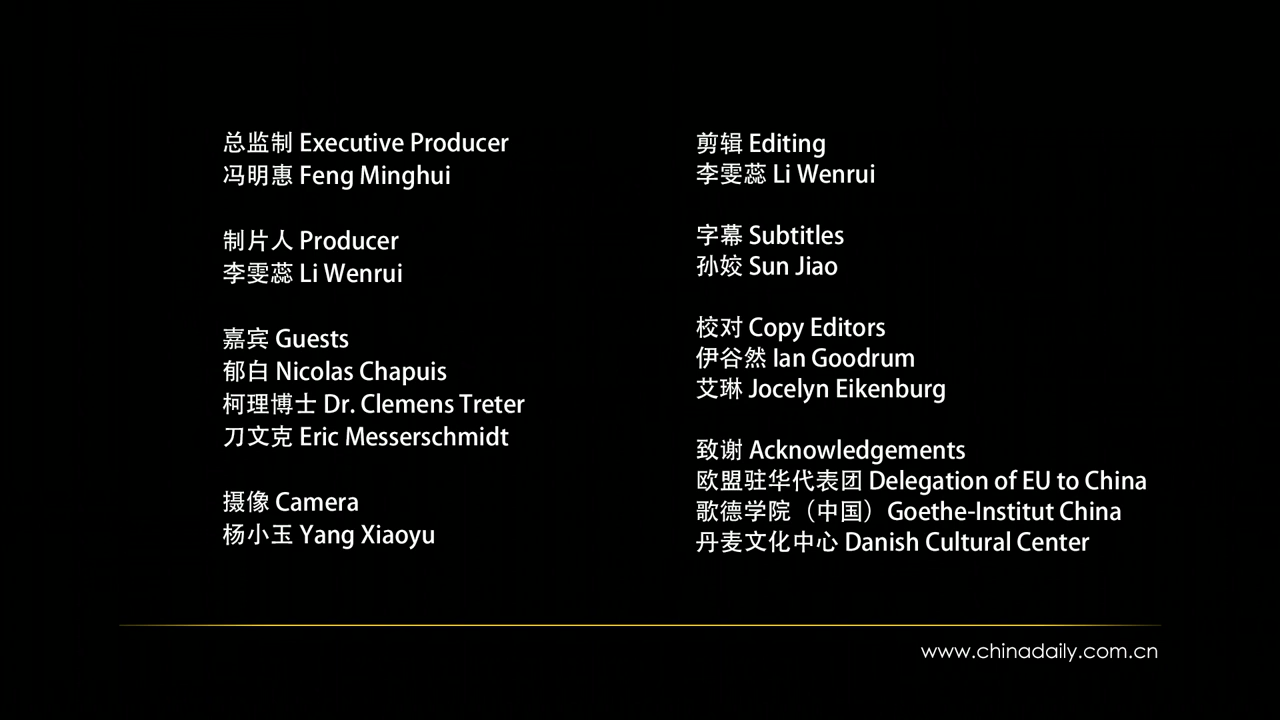 总监制 Executive Producer
冯明惠 Feng Minghui
制片人 Producer
李雯蕊 Li Wenrui
嘉宾 Guests
郁白 Nicolas Chapuis
柯理博士 Dr. Clemens Treter
刀文克 Eric Messerschmidt
摄像 Camera
杨小玉 Yang Xiaoyu
剪辑 Editing
李雯蕊 Li Wenrui
字幕 Subtitles
孙姣 Sun Jiao
校对 Copy Editors
伊谷然 Ian Goodrum
艾琳 Jocelyn Eikenburg
致谢 Acknowledgements
欧盟驻华代表团 Delegation of EU to China
歌德学院（中国）Goethe-Institut China
丹麦文化中心 Danish Cultural Center
www.chinadaily.com.cn